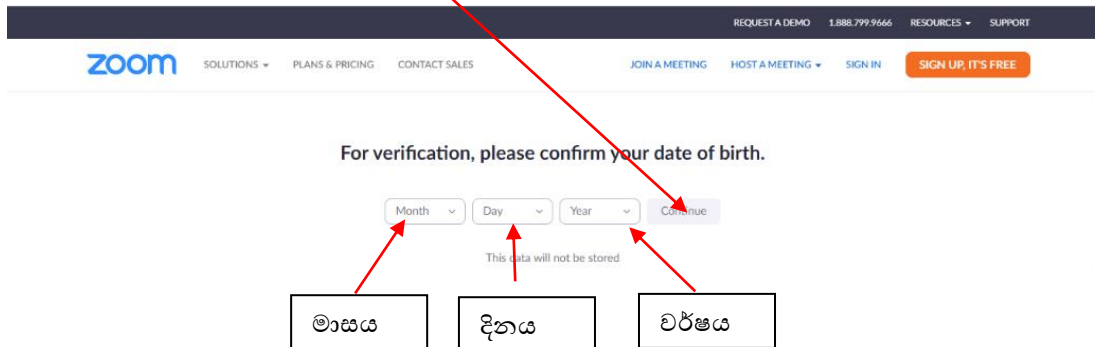 REQUEST A DEMO 1.888.799.9666 RESOURCES SUPPORT
zoom SOLUTIONS PLANS & PRICING CONTACT SALES JOIN A MEETING HOST A MEETING SIGN IN SIGN UP, IT'S FREE
For verification, please confirm your date of birth.
Month Day Year Continue
This data will not be stored
මාසය දිනය වර්ෂය